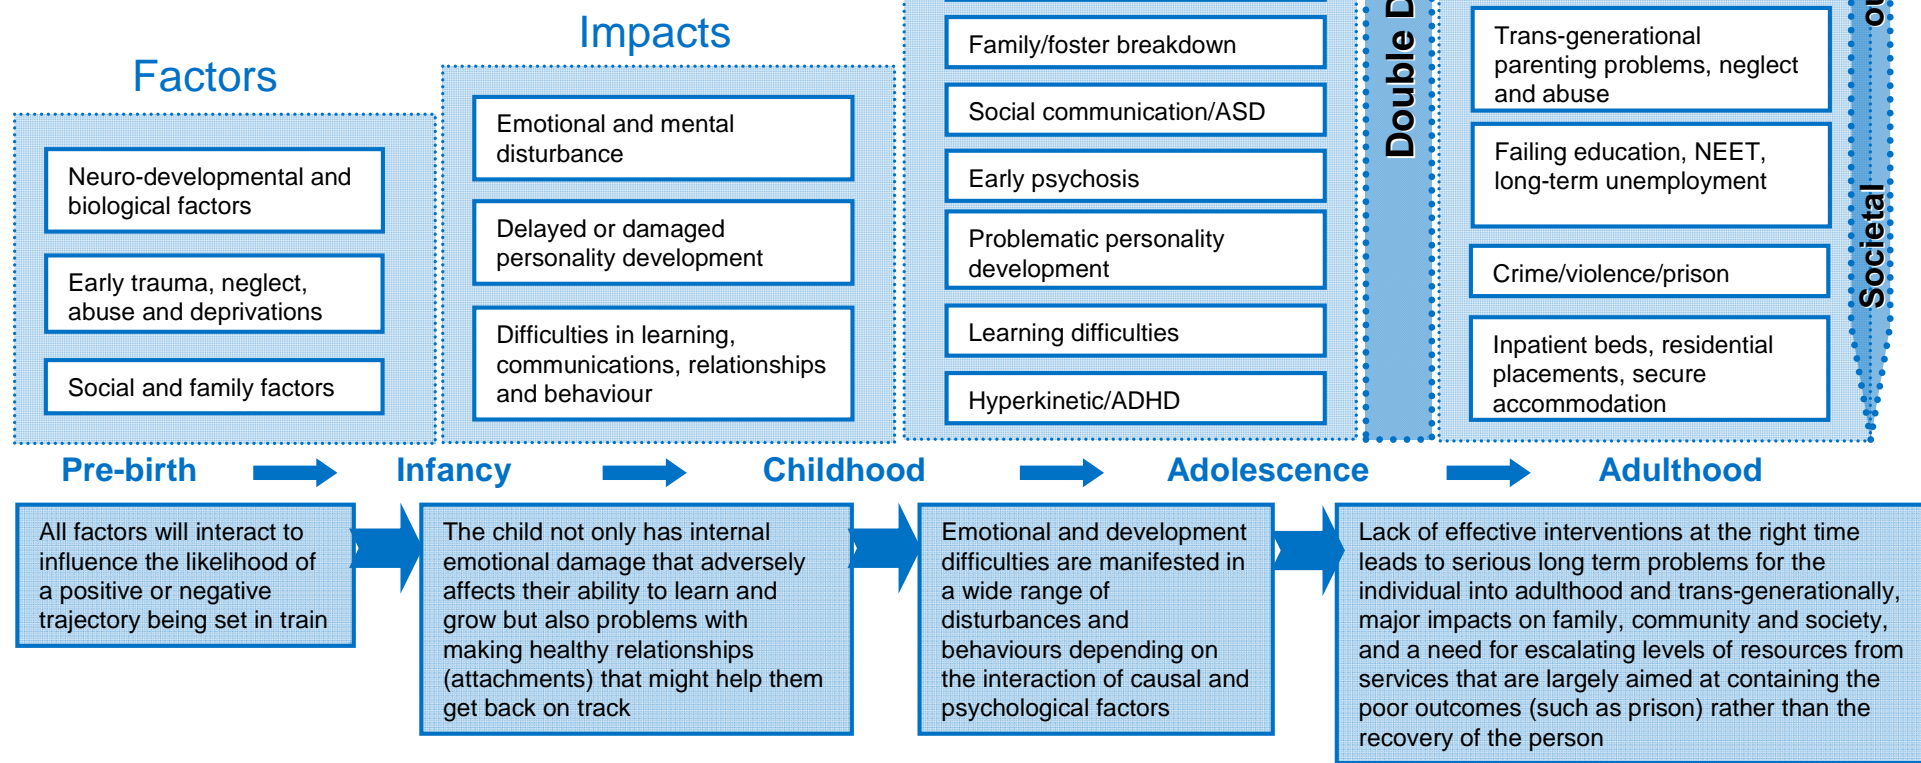 Factors
Neuro-developmental and
biological factors
Early trauma, neglect,
abuse and deprivations
Social and family factors
Impacts
Emotional and mental
disturbance
Delayed or damaged
personality development
Difficulties in learning,
communications, relationships
and behaviour
Family/foster breakdown
Social communication/ASD
Early psychosis
Problematic personality
development
Learning difficulties
Hyperkinetic/ADHD
Double
Trans-generational
parenting problems, neglect
and abuse
Failing education, NEET,
long-term unemployment
Crime/violence/prison
Inpatient beds, residential
placements, secure
accommodation
Societal
Pre-birth Infancy Childhood Adolescence Adulthood
All factors will interact to
influence the likelihood of
a positive or negative
trajectory being set in train
The child not only has internal
emotional damage that adversely
affects their ability to learn and
grow but also problems with
making healthy relationships
(attachments) that might help them
get back on track
Emotional and development
difficulties are manifested in
a wide range of
disturbances and
behaviours depending on
the interaction of causal and
psychological factors
Lack of effective interventions at the right time
leads to serious long term problems for the
individual into adulthood and trans-generationally,
major impacts on family, community and society,
and a need for escalating levels of resources from
services that are largely aimed at containing the
poor outcomes (such as prison) rather than the
recovery of the person